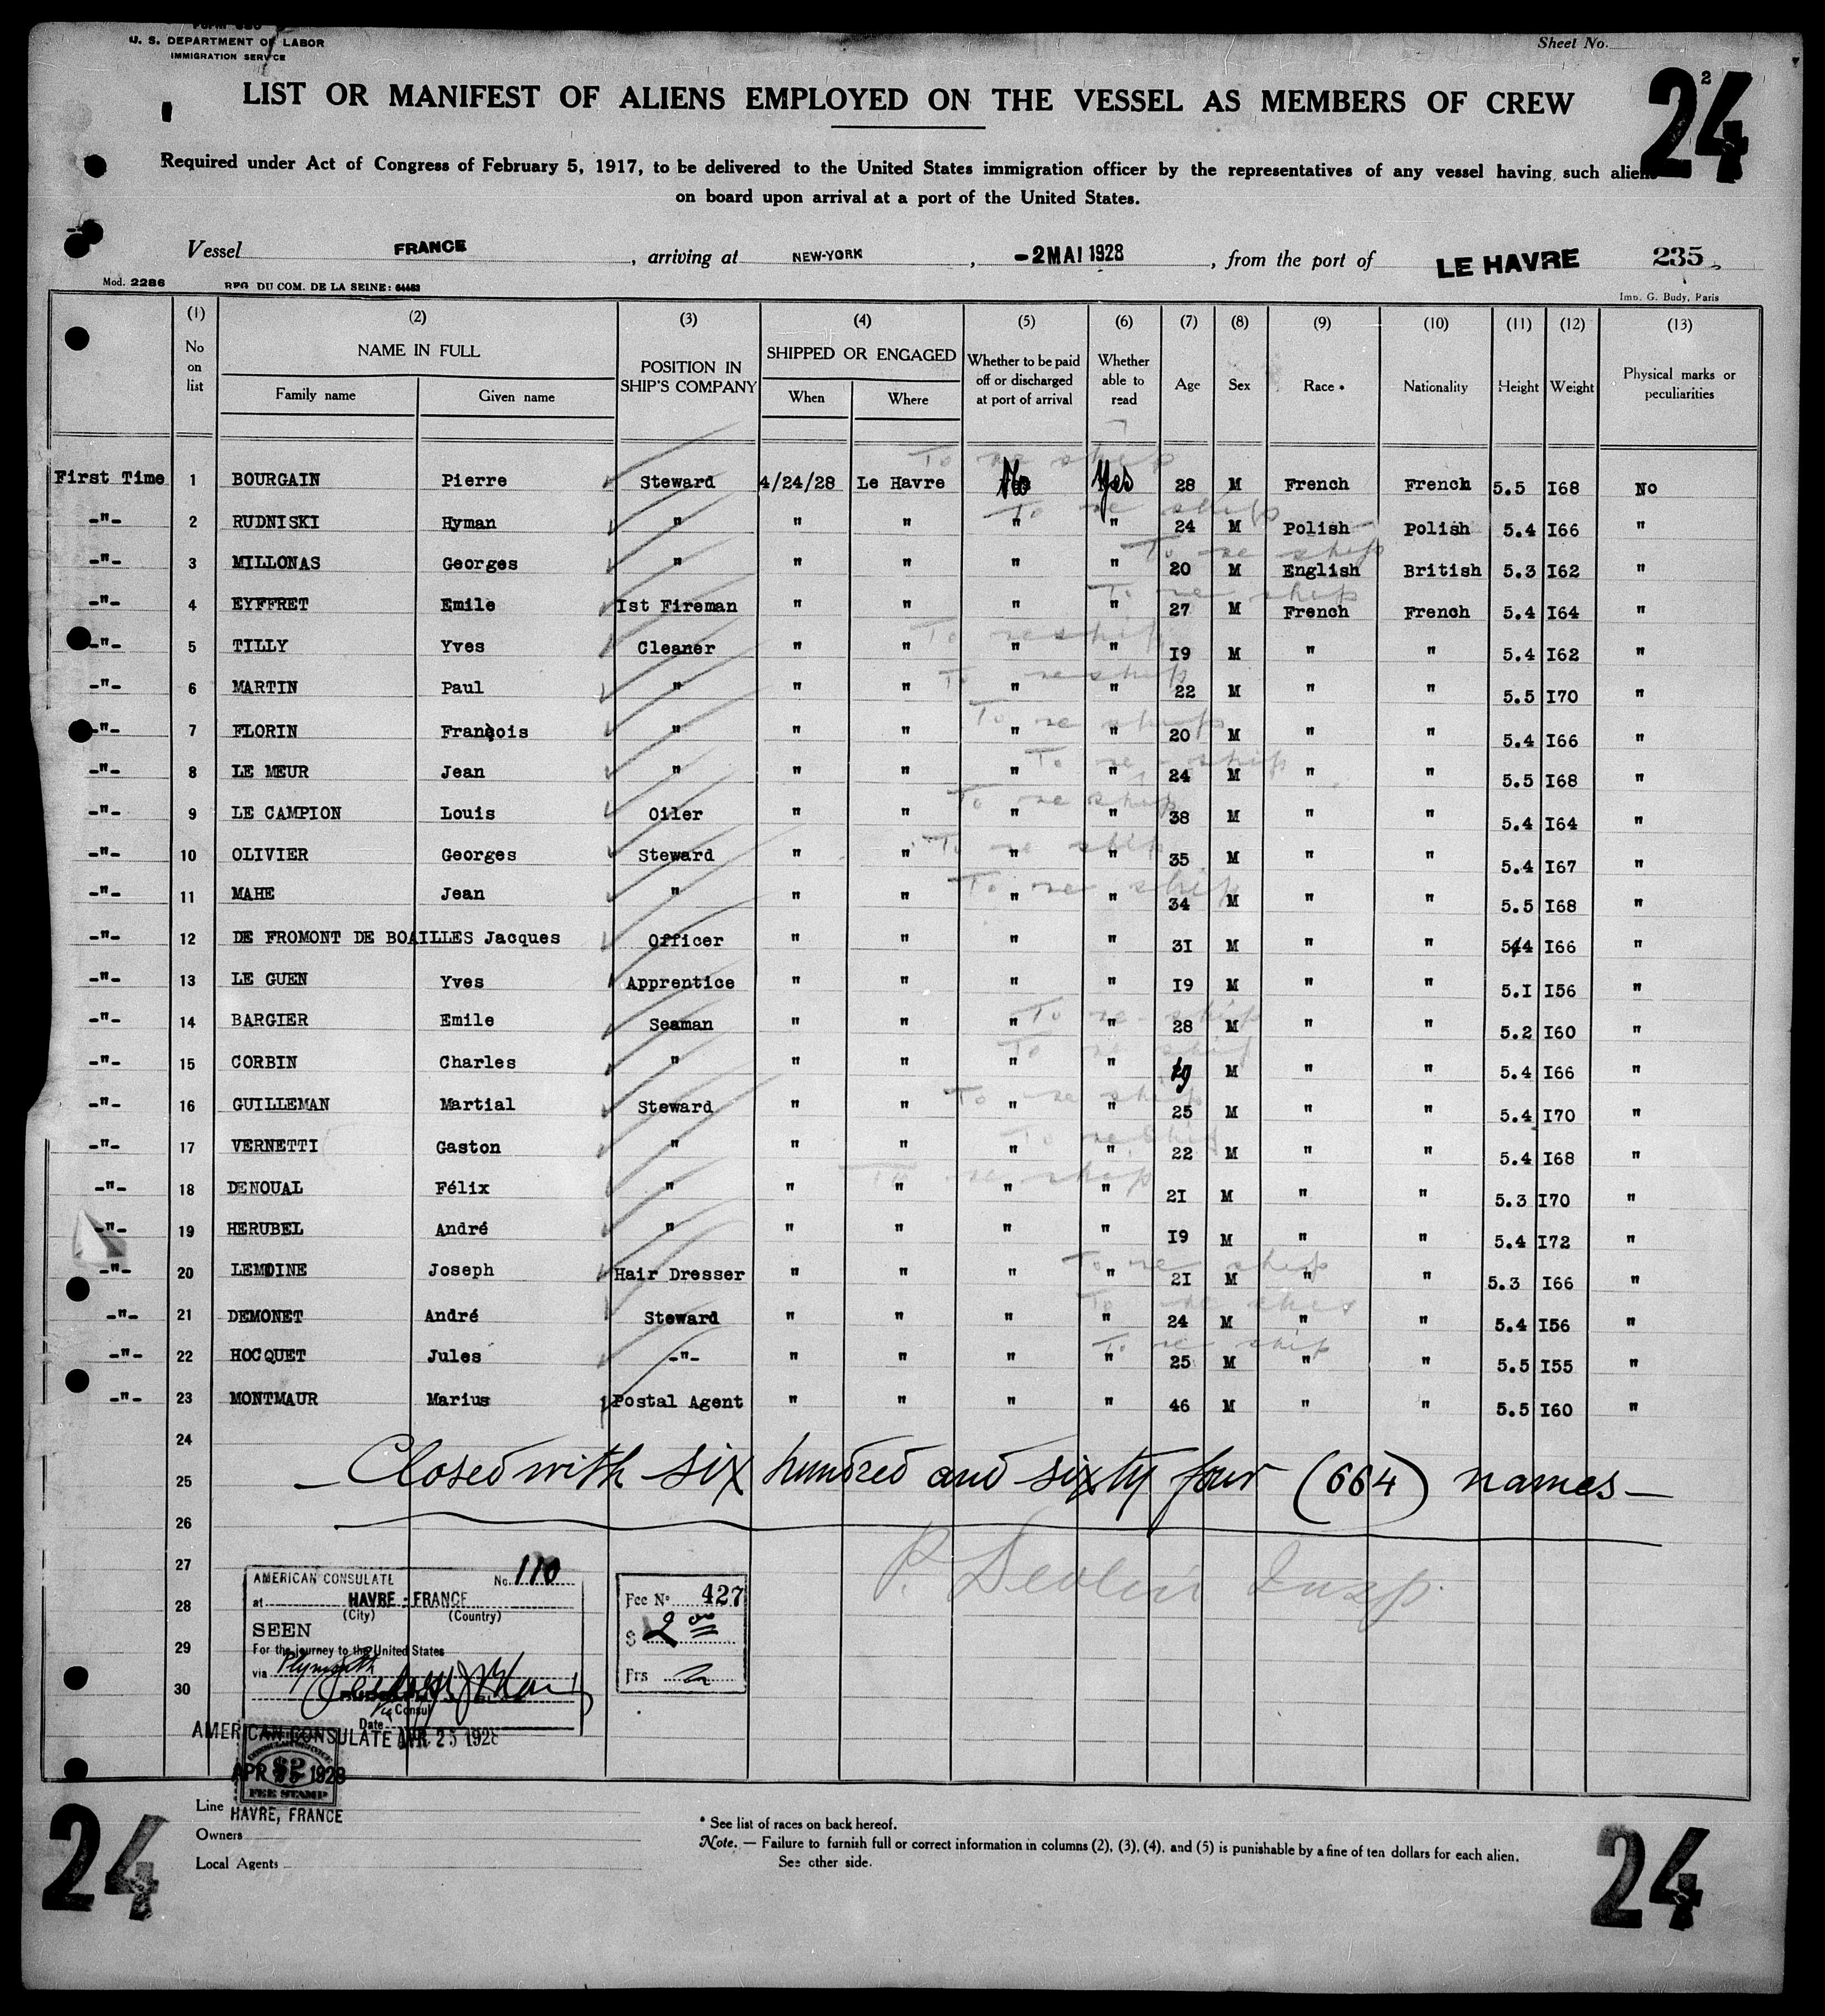 U. S. DEPARTMENT OF LABOR
IMMIGRATION SERVICE
Sheet No.
2
24
LIST OR MANIFEST OF ALIENS EMPLOYED ON THE VESSEL AS MEMBERS OF CREW
Required under Act of Congress of February 5, 1917, to be delivered to the United States immigration officer by the representatives of any vessel having such aliens
on board upon arrival at a port of the United States.
Vessel FRANCE , arriving at NEW-YORK , -2 MAI 1928 , from the port of LE HAVRE 235
Mod. 2286 REG. DU COM. DE LA SEINE: 64483 Imp. G. Budy, Paris
(1) (2) (3) (4) (5) (6) (7) (8) (9) (10) (11) (12) (13)
No on list NAME IN FULL Family name Given name POSITION IN SHIP'S COMPANY SHIPPED OR ENGAGED When Where Whether to be paid off or discharged at port of arrival Whether able to read Age Sex Race * Nationality Height Weight Physical marks or peculiarities
To re ship
First Time 1 BOURGAIN Pierre Steward 4/24/28 Le Havre No Yes 28 M French French 5.5 I68 No
To re ship
-"- 2 RUDNISKI Hyman " " " " " 24 M Polish Polish 5.4 I66 "
To re ship
-"- 3 MILLONAS Georges " " " " " 20 M English British 5.3 I62 "
To re ship
-"- 4 EYFFRET Emile Ist Fireman " " " " 27 M French French 5.4 I64 "
To reship
-"- 5 TILLY Yves Cleaner " " " " I9 M " " 5.4 I62 "
To reship
-"- 6 MARTIN Paul " " " " " 22 M " " 5.5 I70 "
To re ship
-"- 7 FLORIN François " " " " " 20 M " " 5.4 I66 "
To re-ship
-"- 8 LE MEUR Jean " " " " " 24 M " " 5.5 I68 "
To re ship
-"- 9 LE CAMPION Louis Oiler " " " " 38 M " " 5.4 I64 "
To re ship
-"- 10 OLIVIER Georges Steward " " " " 35 M " " 5.4 I67 "
To re ship
-"- 11 MAHE Jean " " " " " 34 M " " 5.5 I68 "
-"- 12 DE FROMONT DE BOAILLES Jacques Officer " " " " 3I M " " 5.4 I66 "
-"- 13 LE GUEN Yves Apprentice " " " " I9 M " " 5.I I56 "
To re-ship
-"- 14 BARGIER Emile Seaman " " " " 28 M " " 5.2 I60 "
To re ship
-"- 15 CORBIN Charles " " " " " 19 M " " 5.4 I66 "
To re ship
-"- 16 GUILLEMAN Martial Steward " " " " 25 M " " 5.4 I70 "
To reship
-"- 17 VERNETTI Gaston " " " " " 22 M " " 5.4 I68 "
To re ship
-"- 18 DENOUAL Félix " " " " " 2I M " " 5.3 I70 "
-"- 19 HERUBEL André " " " " " I9 M " " 5.4 I72 "
To re ship
-"- 20 LEMOINE Joseph Hair Dresser " " " " 2I M " " 5.3 I66 "
To re ship
-"- 21 DEMONET André Steward " " " " 24 M " " 5.4 I56 "
To re ship
-"- 22 HOCQUET Jules -"- " " " " 25 M " " 5.5 I55 "
-"- 23 MONTMAUR Marius Postal Agent " " " " 46 M " " 5.5 I60 "
24
25 Closed with six hundred and sixty four (664) names
26
27
28
29
30
P. Devlin Insp.
AMERICAN CONSULATE No. 110
at HAVRE - FRANCE
(City) (Country)
SEEN
For the journey to the United States
via Plymouth
Vice Consul
Date APR 25 1928
Fee No 427
$ 2 00
Frs
AMERICAN CONSULATE
APR 25 1928
$2
FEE STAMP
HAVRE, FRANCE
Line
Owners
Local Agents
* See list of races on back hereof.
Note. — Failure to furnish full or correct information in columns (2), (3), (4), and (5) is punishable by a fine of ten dollars for each alien.
See other side.
24
24